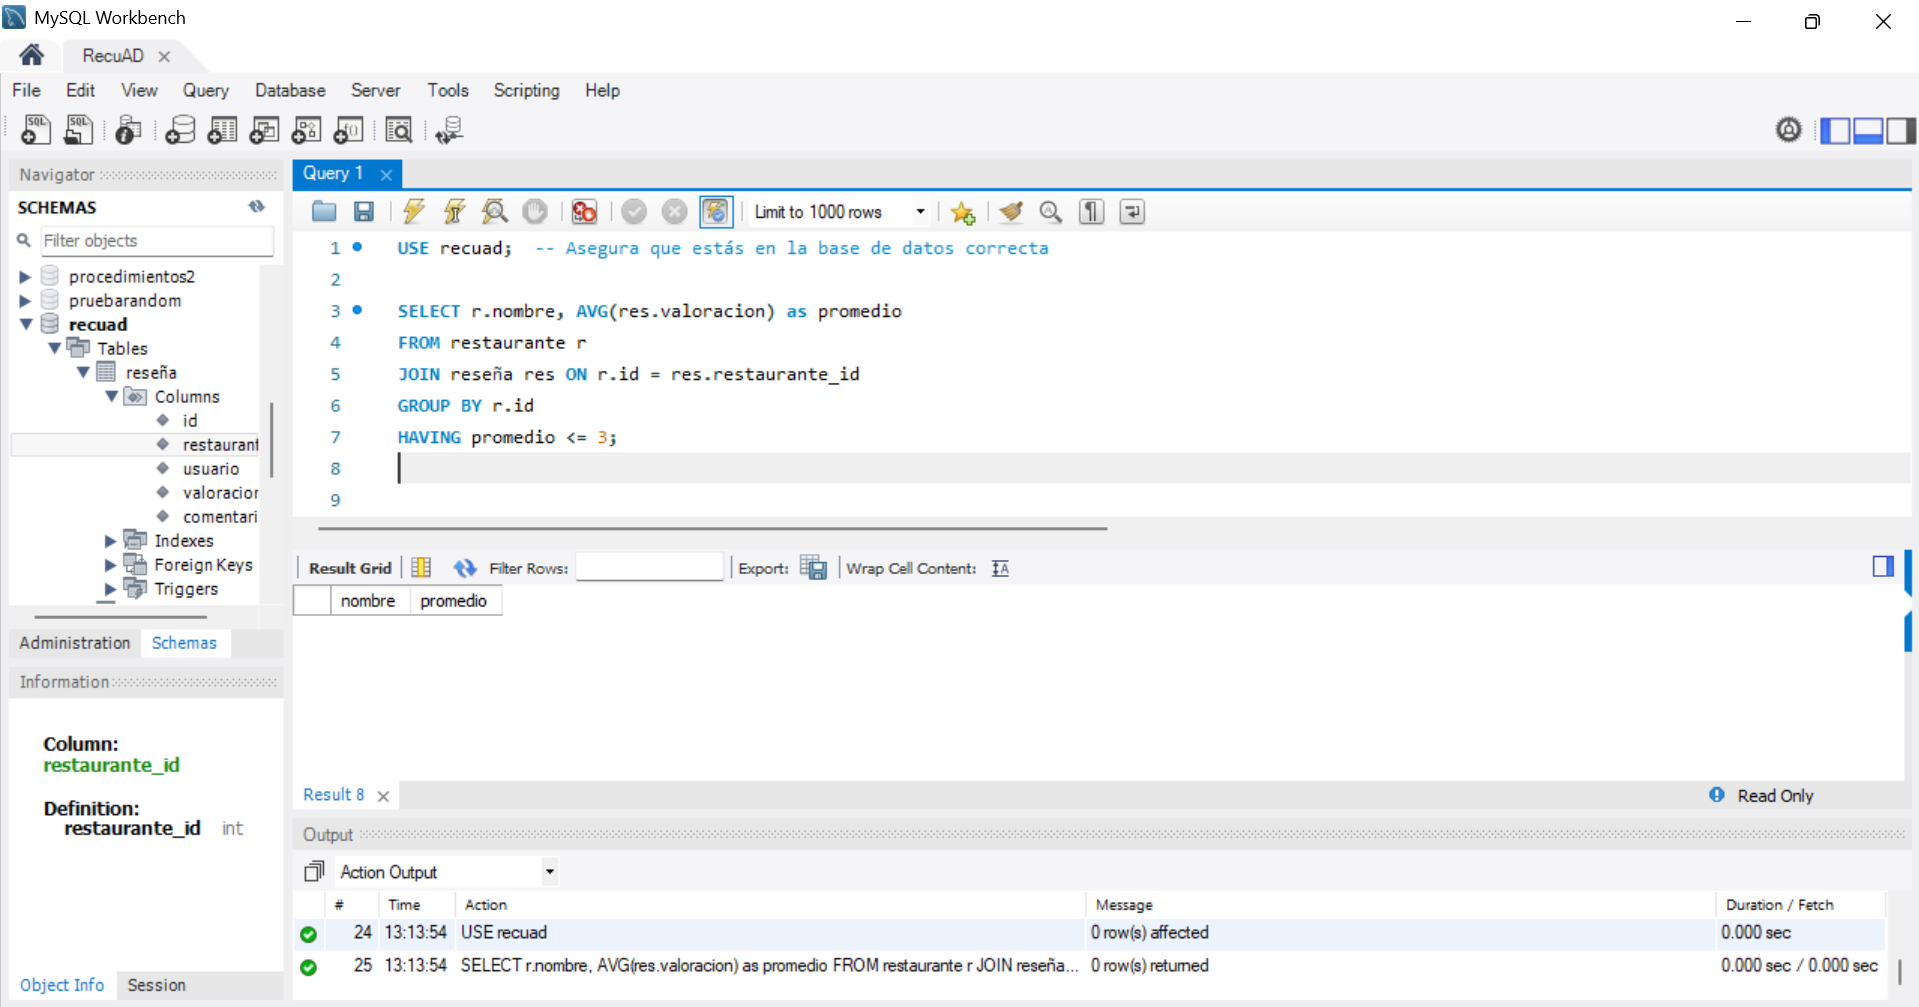 MySQL Workbench
RecuAD
File Edit View Query Database Server Tools Scripting Help
Navigator
SCHEMAS
Filter objects
procedimientos2
pruebarandom
recuad
Tables
reseña
Columns
id
restaurant
usuario
valoracion
comentari
Indexes
Foreign Keys
Triggers
Administration Schemas
Information
Column:
restaurante_id
Definition:
restaurante_id int
Object Info Session
Query 1
Limit to 1000 rows
1 USE recuad; -- Asegura que estás en la base de datos correcta
2
3 SELECT r.nombre, AVG(res.valoracion) as promedio
4 FROM restaurante r
5 JOIN reseña res ON r.id = res.restaurante_id
6 GROUP BY r.id
7 HAVING promedio <= 3;
8
9
Result Grid Filter Rows: Export: Wrap Cell Content:
nombre promedio
Result 8 Read Only
Output
Action Output
# Time Action Message Duration / Fetch
24 13:13:54 USE recuad 0 row(s) affected 0.000 sec
25 13:13:54 SELECT r.nombre, AVG(res.valoracion) as promedio FROM restaurante r JOIN reseña... 0 row(s) returned 0.000 sec / 0.000 sec